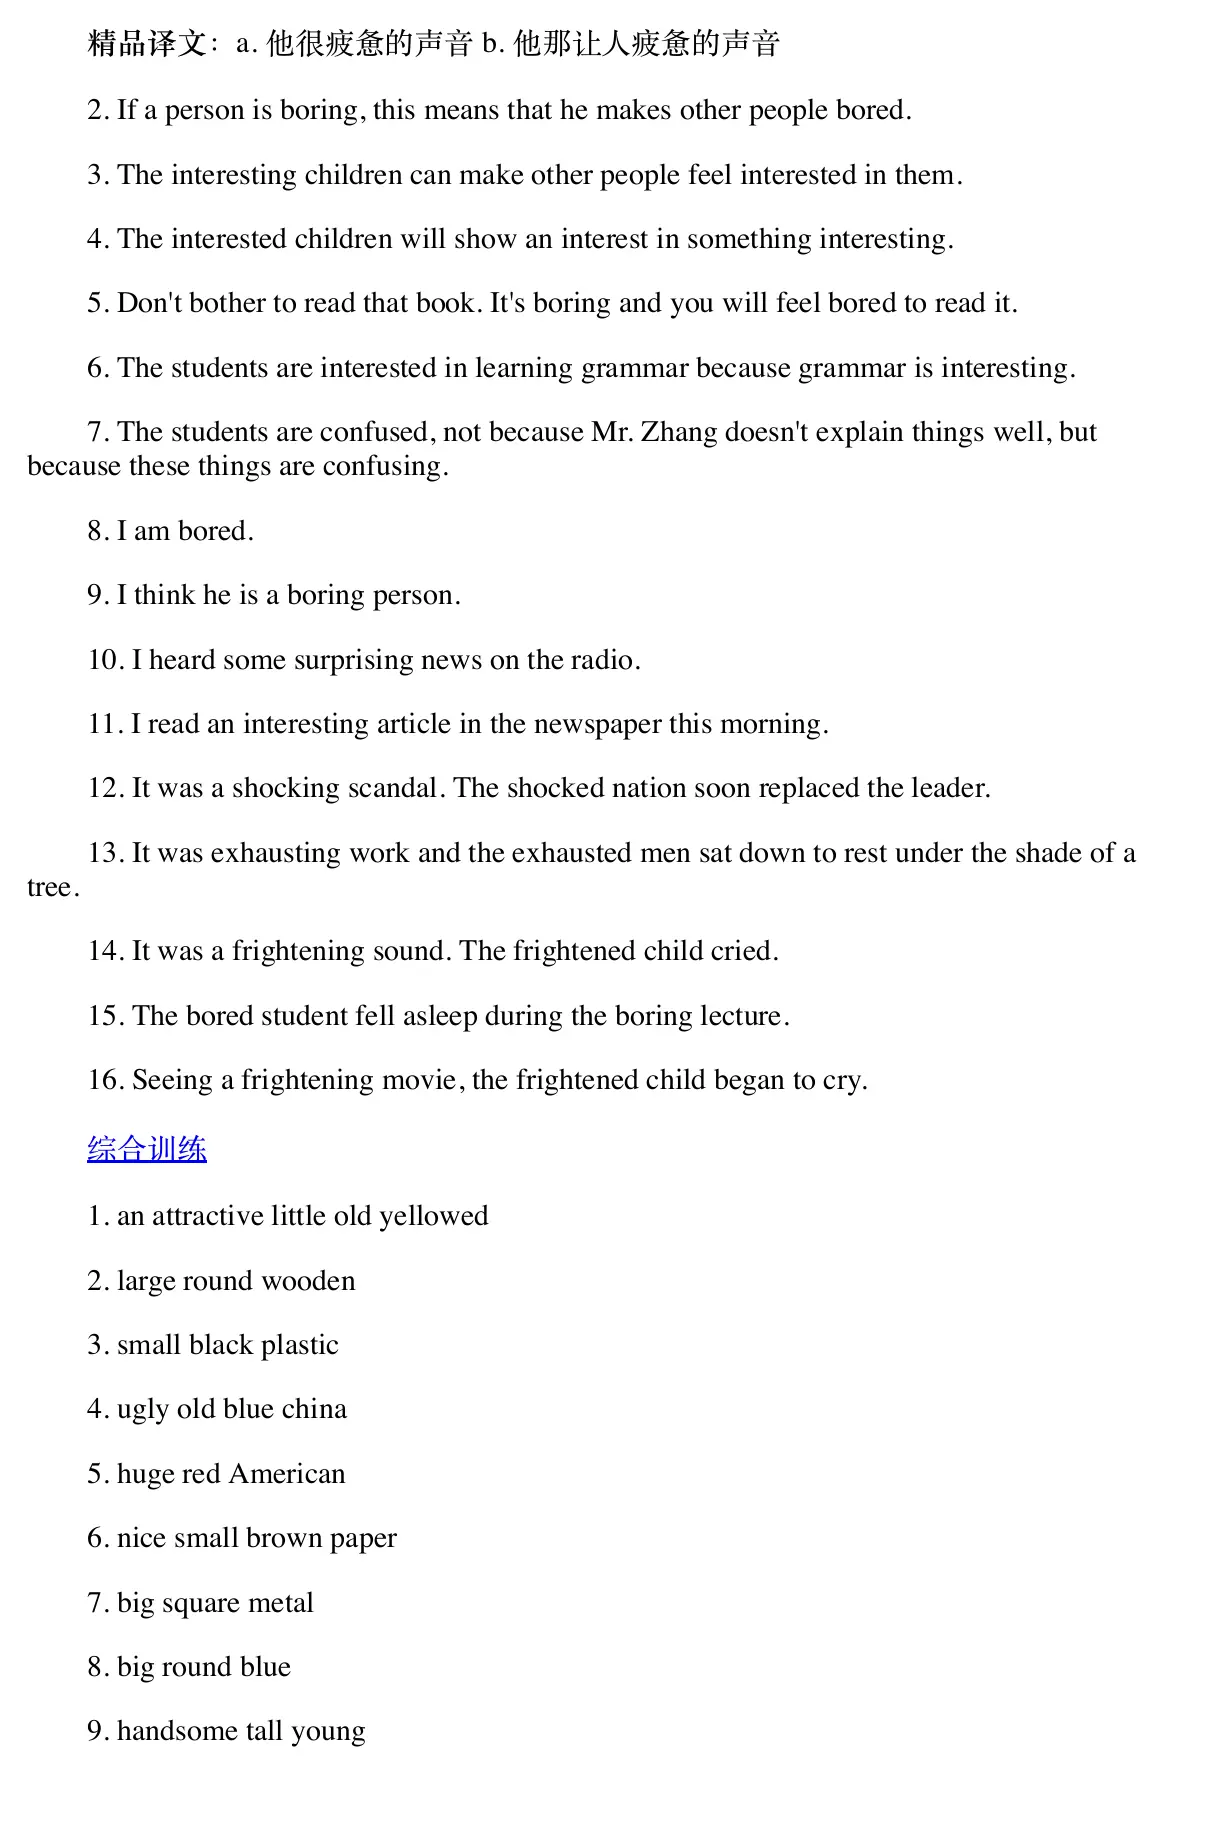 精品译文：a. 他很疲惫的声音 b. 他那让人疲惫的声音
2. If a person is boring, this means that he makes other people bored.
3. The interesting children can make other people feel interested in them.
4. The interested children will show an interest in something interesting.
5. Don't bother to read that book. It's boring and you will feel bored to read it.
6. The students are interested in learning grammar because grammar is interesting.
7. The students are confused, not because Mr. Zhang doesn't explain things well, but
because these things are confusing.
8. I am bored.
9. I think he is a boring person.
10. I heard some surprising news on the radio.
11. I read an interesting article in the newspaper this morning.
12. It was a shocking scandal. The shocked nation soon replaced the leader.
13. It was exhausting work and the exhausted men sat down to rest under the shade of a
tree.
14. It was a frightening sound. The frightened child cried.
15. The bored student fell asleep during the boring lecture.
16. Seeing a frightening movie, the frightened child began to cry.
综合训练
1. an attractive little old yellowed
2. large round wooden
3. small black plastic
4. ugly old blue china
5. huge red American
6. nice small brown paper
7. big square metal
8. big round blue
9. handsome tall young